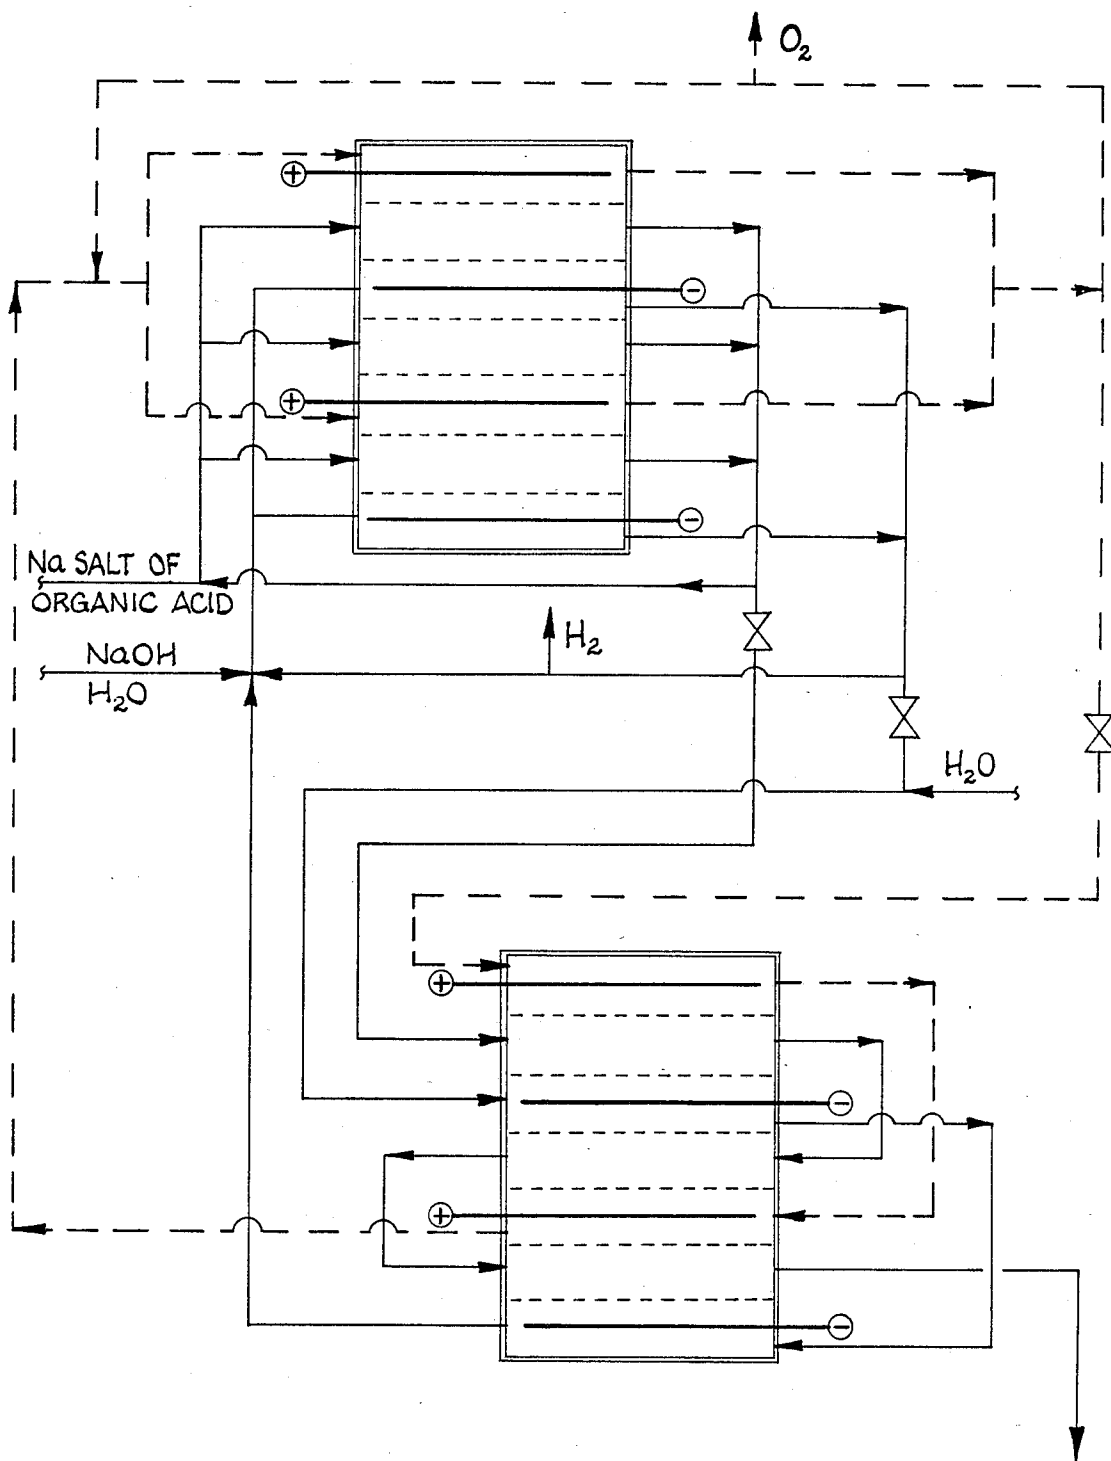 O₂
+
−
+
−
Na SALT OF
ORGANIC ACID
H₂
NaOH
H₂O
H₂O
+
−
+
−